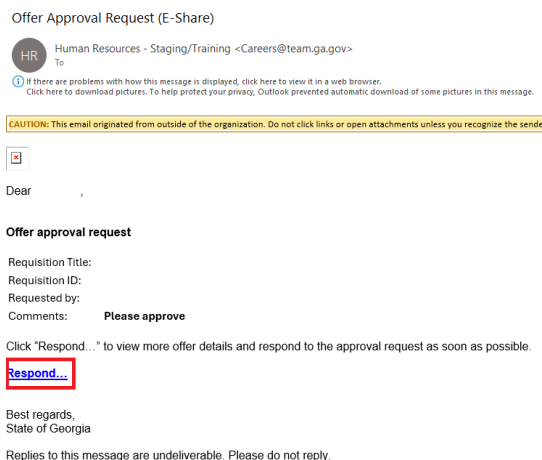 Offer Approval Request (E-Share)
HR
Human Resources - Staging/Training <Careers@team.ga.gov>
To
If there are problems with how this message is displayed, click here to view it in a web browser.
Click here to download pictures. To help protect your privacy, Outlook prevented automatic download of some pictures in this message.
CAUTION: This email originated from outside of the organization. Do not click links or open attachments unless you recognize the sende
Dear ,
Offer approval request
Requisition Title:
Requisition ID:
Requested by:
Comments: Please approve
Click “Respond…” to view more offer details and respond to the approval request as soon as possible.
Respond…
Best regards,
State of Georgia
Replies to this message are undeliverable. Please do not reply.